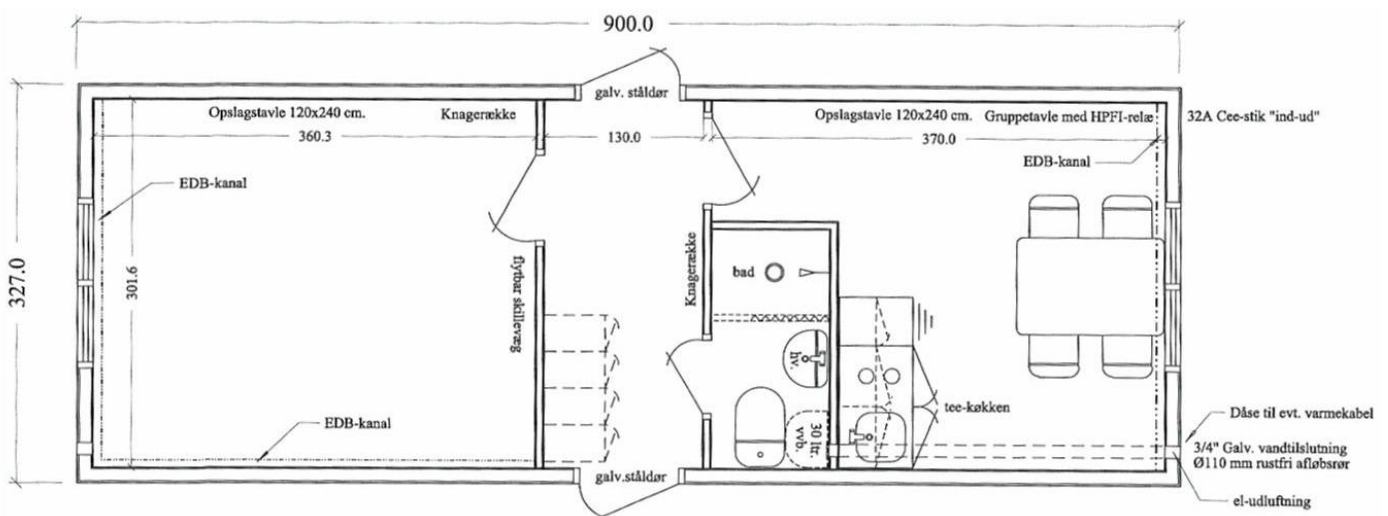 900.0
galv. ståldør
Opslagstavle 120x240 cm.
Knagerække
Opslagstavle 120x240 cm. Gruppetavle med HPFI-relæ
32A Cee-stik "ind-ud"
360.3
130.0
370.0
EDB-kanal
EDB-kanal
327.0
301.6
flytbar skillevæg
Knagerække
bad
hv.
30 ltr.
vvb.
tee-køkken
EDB-kanal
Dåse til evt. varmekabel
3/4" Galv. vandtilslutning
Ø110 mm rustfri afløbsrør
galv.ståldør
el-udluftning